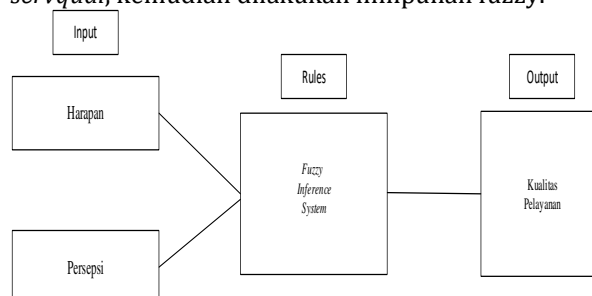 servqual, kemudian dilakukan himpunan fuzzy.
Input
Rules
Output
Harapan
Fuzzy
Inference
System
Kualitas
Pelayanan
Persepsi